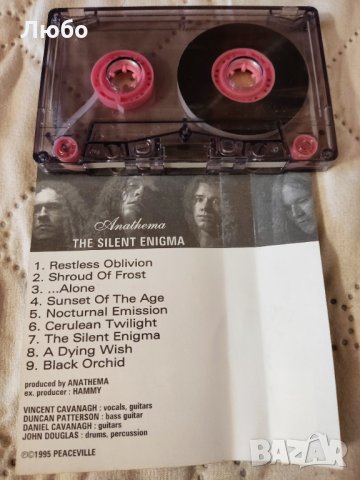 Любо
Anathema
THE SILENT ENIGMA
1. Restless Oblivion
2. Shroud Of Frost
3. ...Alone
4. Sunset Of The Age
5. Nocturnal Emission
6. Cerulean Twilight
7. The Silent Enigma
8. A Dying Wish
9. Black Orchid
produced by ANATHEMA
ex. producer : HAMMY
VINCENT CAVANAGH : vocals, guitars
DUNCAN PATTERSON : bass guitar
DANIEL CAVANAGH : guitars
JOHN DOUGLAS : drums, percussion
℗©1995 PEACEVILLE
BAZAR
.bg